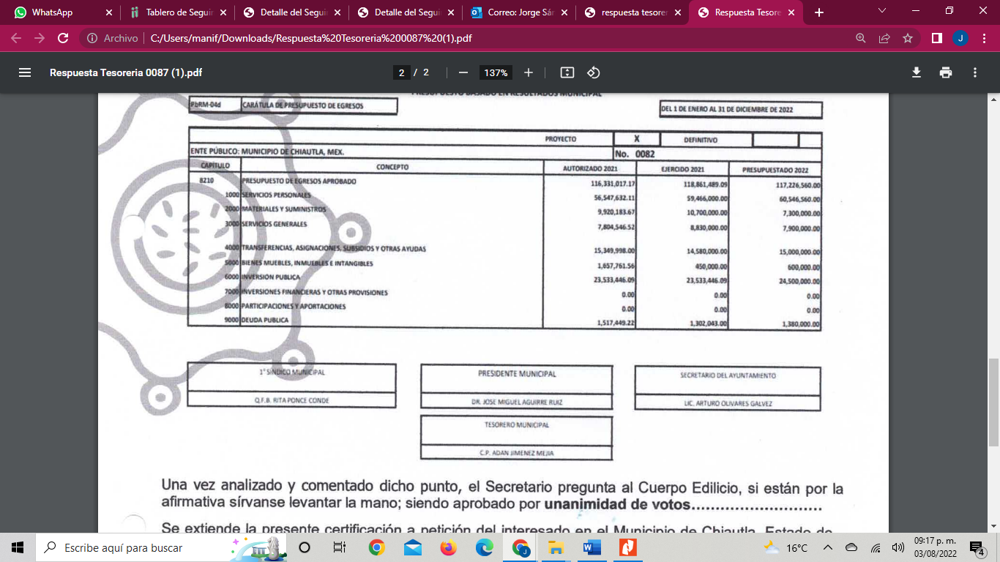 WhatsApp
Tablero de Seguir
Detalle del Segui
Detalle del Segui
Correo: Jorge Sán
respuesta tesorer
Respuesta Tesore
Archivo C:/Users/manif/Downloads/Respuesta%20Tesoreria%200087%20(1).pdf
J
Respuesta Tesoreria 0087 (1).pdf
2 / 2
137%
PRESUPUESTO BASADO EN RESULTADOS MUNICIPAL
PbRM-04d CARÁTULA DE PRESUPUESTO DE EGRESOS
DEL 1 DE ENERO AL 31 DE DICIEMBRE DE 2022
PROYECTO X DEFINITIVO
ENTE PÚBLICO: MUNICIPIO DE CHIAUTLA, MEX. No. 0082
CAPÍTULO CONCEPTO AUTORIZADO 2021 EJERCIDO 2021 PRESUPUESTADO 2022
8210 PRESUPUESTO DE EGRESOS APROBADO 116,331,017.17 118,861,489.09 117,226,560.00
1000 SERVICIOS PERSONALES 56,547,632.11 59,466,000.00 60,546,560.00
2000 MATERIALES Y SUMINISTROS 9,920,183.67 10,700,000.00 7,300,000.00
3000 SERVICIOS GENERALES 7,804,546.52 8,830,000.00 7,900,000.00
4000 TRANSFERENCIAS, ASIGNACIONES, SUBSIDIOS Y OTRAS AYUDAS 15,349,998.00 14,580,000.00 15,000,000.00
5000 BIENES MUEBLES, INMUEBLES E INTANGIBLES 1,657,761.56 450,000.00 600,000.00
6000 INVERSION PUBLICA 23,533,446.09 23,533,446.09 24,500,000.00
7000 INVERSIONES FINANCIERAS Y OTRAS PROVISIONES 0.00 0.00 0.00
8000 PARTICIPACIONES Y APORTACIONES 0.00 0.00 0.00
9000 DEUDA PUBLICA 1,517,449.22 1,302,043.00 1,380,000.00
1° SÍNDICO MUNICIPAL
Q.F.B. RITA PONCE CONDE
PRESIDENTE MUNICIPAL
DR. JOSE MIGUEL AGUIRRE RUIZ
SECRETARIO DEL AYUNTAMIENTO
LIC. ARTURO OLIVARES GALVEZ
TESORERO MUNICIPAL
C.P. ADAN JIMENEZ MEJIA
Una vez analizado y comentado dicho punto, el Secretario pregunta al Cuerpo Edilicio, si están por la
afirmativa sírvanse levantar la mano; siendo aprobado por unanimidad de votos...........................
Se extiende la presente certificación a petición del interesado en el Municipio de Chiautla, Estado de
Escribe aquí para buscar
16°C
09:17 p. m.
03/08/2022
4